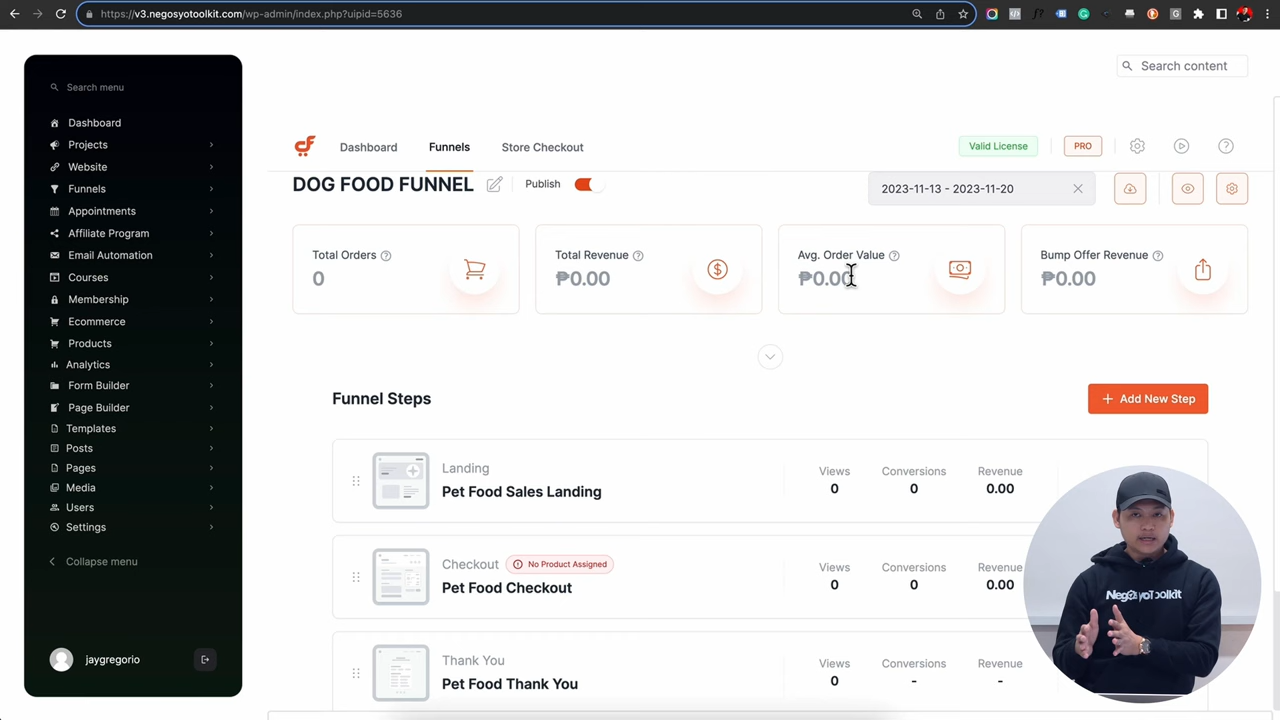 https://v3.negosyotoolkit.com/wp-admin/index.php?uipid=5636
Search menu
Dashboard
Projects
Website
Funnels
Appointments
Affiliate Program
Email Automation
Courses
Membership
Ecommerce
Products
Analytics
Form Builder
Page Builder
Templates
Posts
Pages
Media
Users
Settings
Collapse menu
jaygregorio
Search content
Dashboard
Funnels
Store Checkout
Valid License
PRO
DOG FOOD FUNNEL
Publish
2023-11-13 - 2023-11-20
Total Orders
0
Total Revenue
₱0.00
Avg. Order Value
₱0.00
Bump Offer Revenue
₱0.00
Funnel Steps
+ Add New Step
Landing
Pet Food Sales Landing
Views
0
Conversions
0
Revenue
0.00
Checkout
No Product Assigned
Pet Food Checkout
Views
0
Conversions
0
Revenue
0.00
Thank You
Pet Food Thank You
Views
0
Conversions
-
Revenue
-
NegosyoToolkit